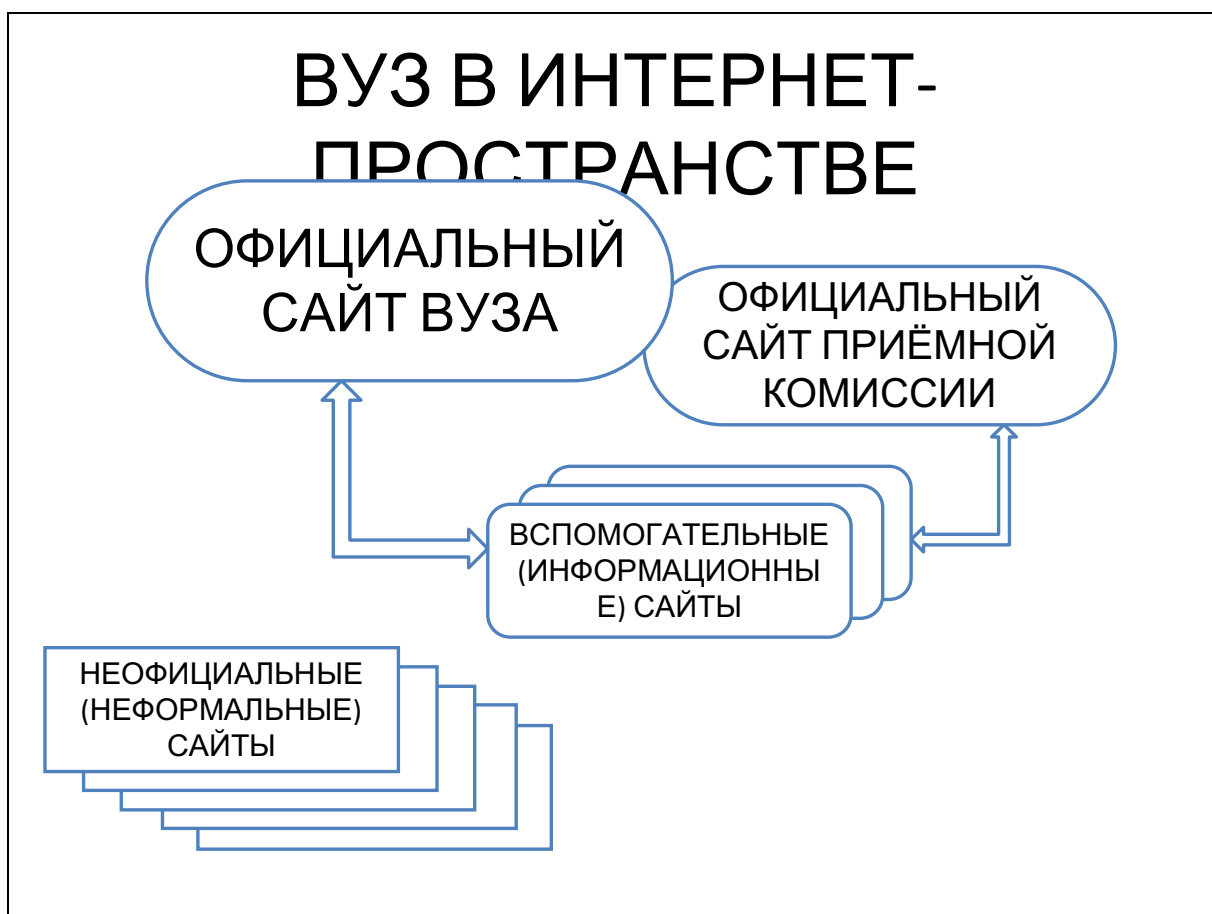 ВУЗ В ИНТЕРНЕТ-
ПРОСТРАНСТВЕ
ОФИЦИАЛЬНЫЙ
САЙТ ВУЗА
ОФИЦИАЛЬНЫЙ
САЙТ ПРИЁМНОЙ
КОМИССИИ
ВСПОМОГАТЕЛЬНЫЕ
(ИНФОРМАЦИОННЫ
Е) САЙТЫ
НЕОФИЦИАЛЬНЫЕ
(НЕФОРМАЛЬНЫЕ)
САЙТЫ